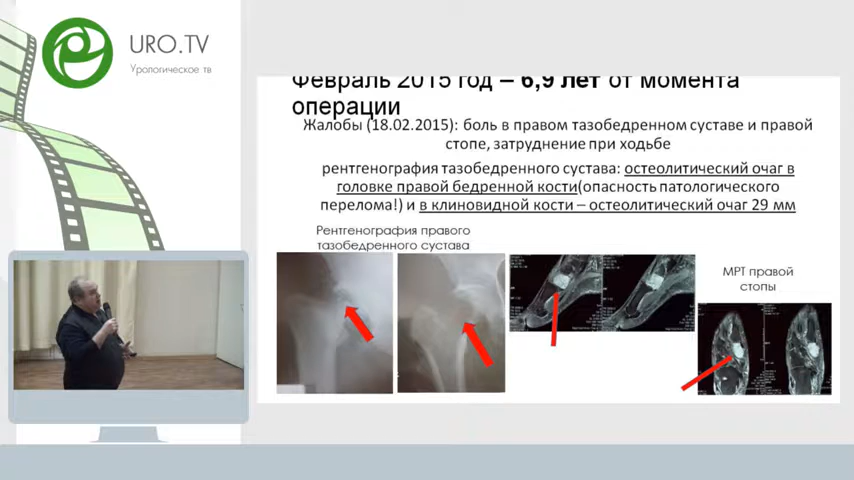 URO.TV
Урологическое тв
Февраль 2015 год – 6,9 лет от момента
операции
Жалобы (18.02.2015): боль в правом тазобедренном суставе и правой
стопе, затруднение при ходьбе
рентгенография тазобедренного сустава: остеолитический очаг в
головке правой бедренной кости(опасность патологического
перелома!) и в клиновидной кости – остеолитический очаг 29 мм
Рентгенография правого
тазобедренного сустава
МРТ правой
стопы